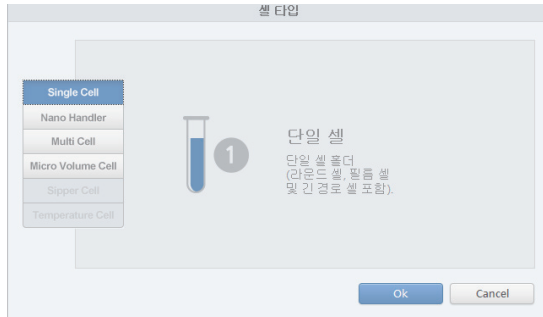 셀 타입
Single Cell
Nano Handler
Multi Cell
Micro Volume Cell
Sipper Cell
Temperature Cell
1
단일 셀
단일 셀 홀더
(라운드 셀, 필름 셀
및 긴 경로 셀 포함).
Ok
Cancel